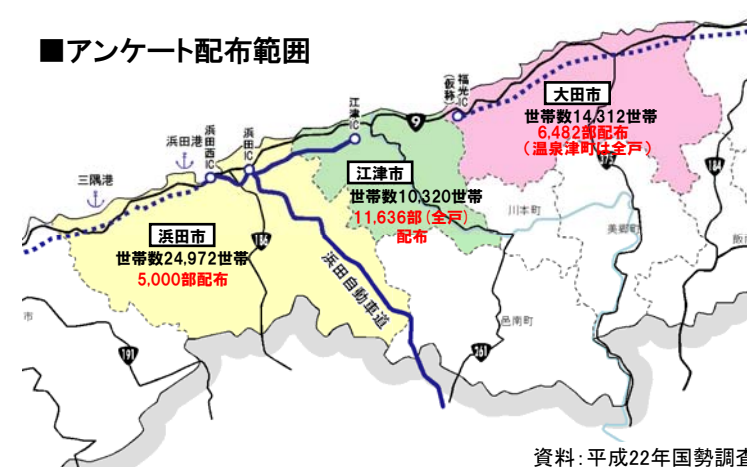 ■アンケート配布範囲
大田市
世帯数14,312世帯
6,482部配布
(温泉津町は全戸)
福光IC
(仮称)
江津IC
9
浜田IC
浜田西IC
浜田港
三隅港
江津市
世帯数10,320世帯
11,636部(全戸)
配布
375
184
川本町
美郷町
飯南
浜田市
世帯数24,972世帯
5,000部配布
186
浜田自動車道
市
邑南町
191
261
資料:平成22年国勢調査